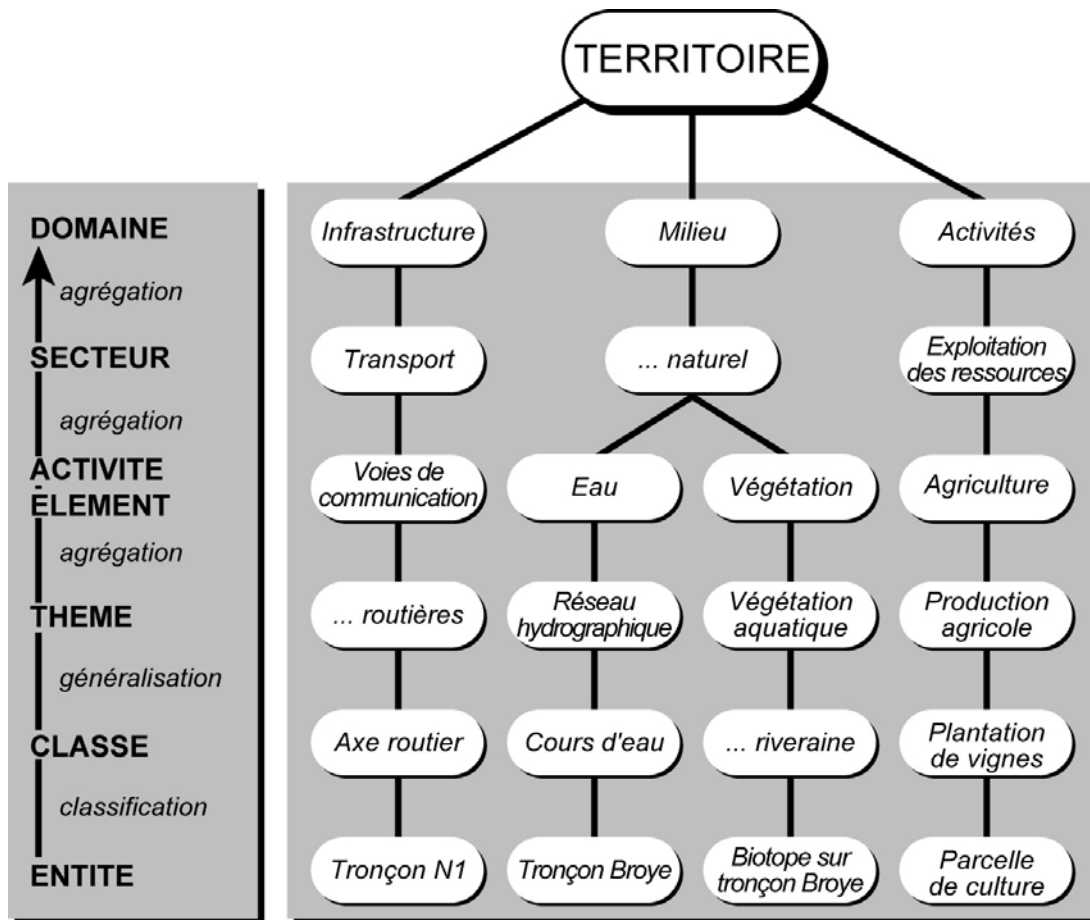 TERRITOIRE
DOMAINE
Infrastructure
Milieu
Activités
agrégation
SECTEUR
Transport
... naturel
Exploitation
des ressources
agrégation
ACTIVITE
ÉLEMENT
Voies de
communication
Eau
Végétation
Agriculture
agrégation
THEME
... routières
Réseau
hydrographique
Végétation
aquatique
Production
agricole
généralisation
CLASSE
Axe routier
Cours d'eau
... riveraine
Plantation
de vignes
classification
ENTITE
Tronçon N1
Tronçon Broye
Biotope sur
tronçon Broye
Parcelle
de culture